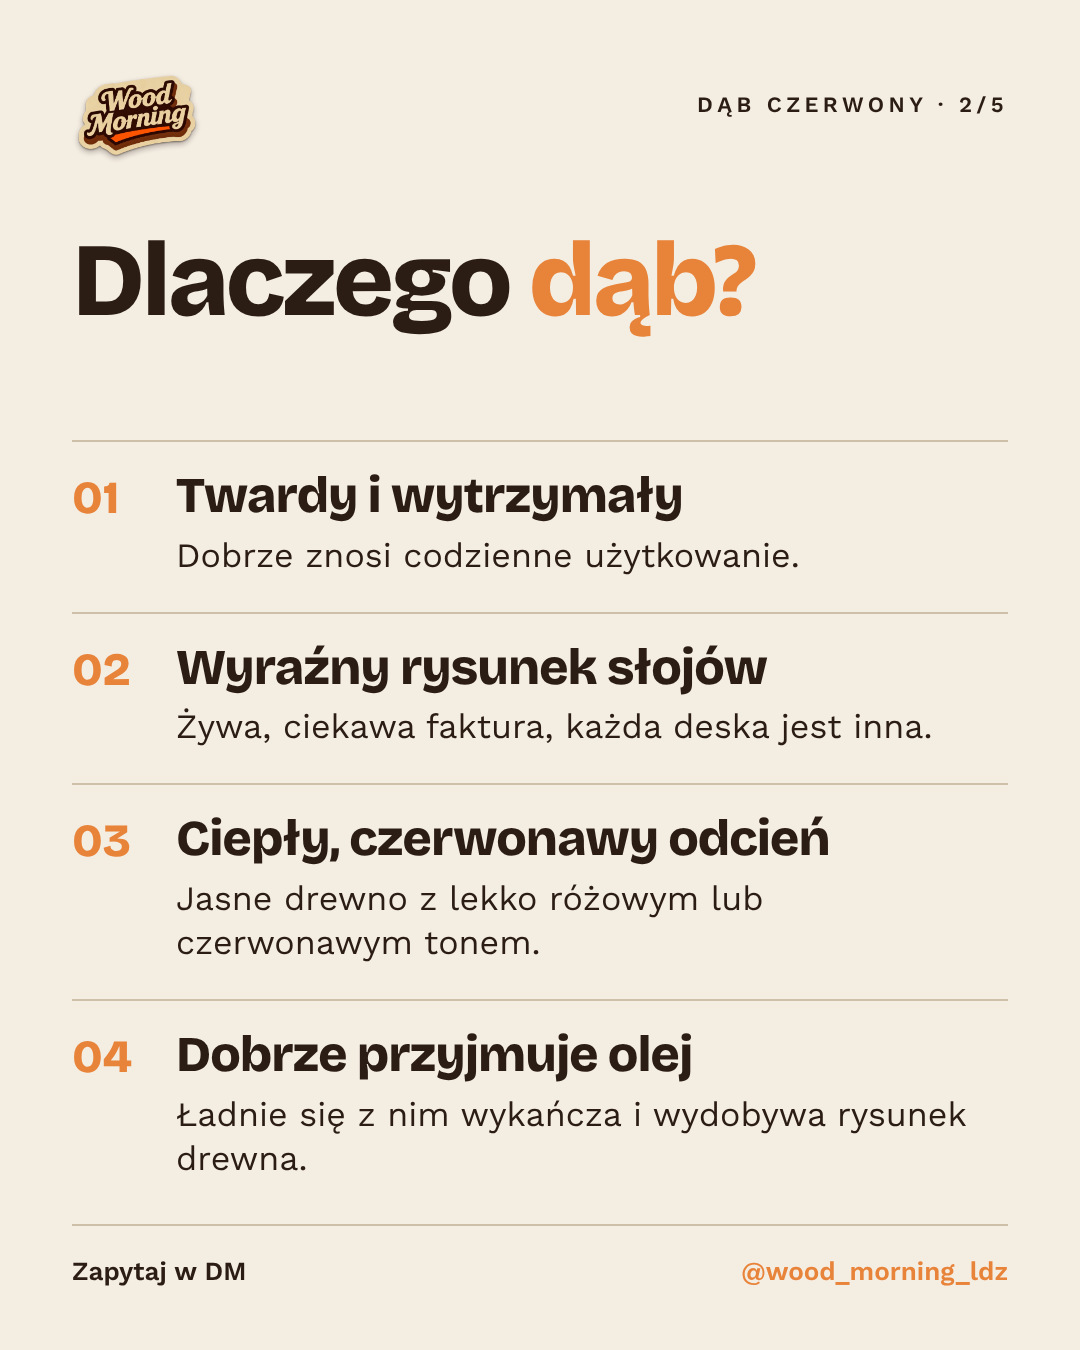 Wood
Morning
DĄB CZERWONY · 2/5
Dlaczego dąb?
01
Twardy i wytrzymały
Dobrze znosi codzienne użytkowanie.
02
Wyraźny rysunek słojów
Żywa, ciekawa faktura, każda deska jest inna.
03
Ciepły, czerwonawy odcień
Jasne drewno z lekko różowym lub
czerwonawym tonem.
04
Dobrze przyjmuje olej
Ładnie się z nim wykańcza i wydobywa rysunek
drewna.
Zapytaj w DM
@wood_morning_ldz